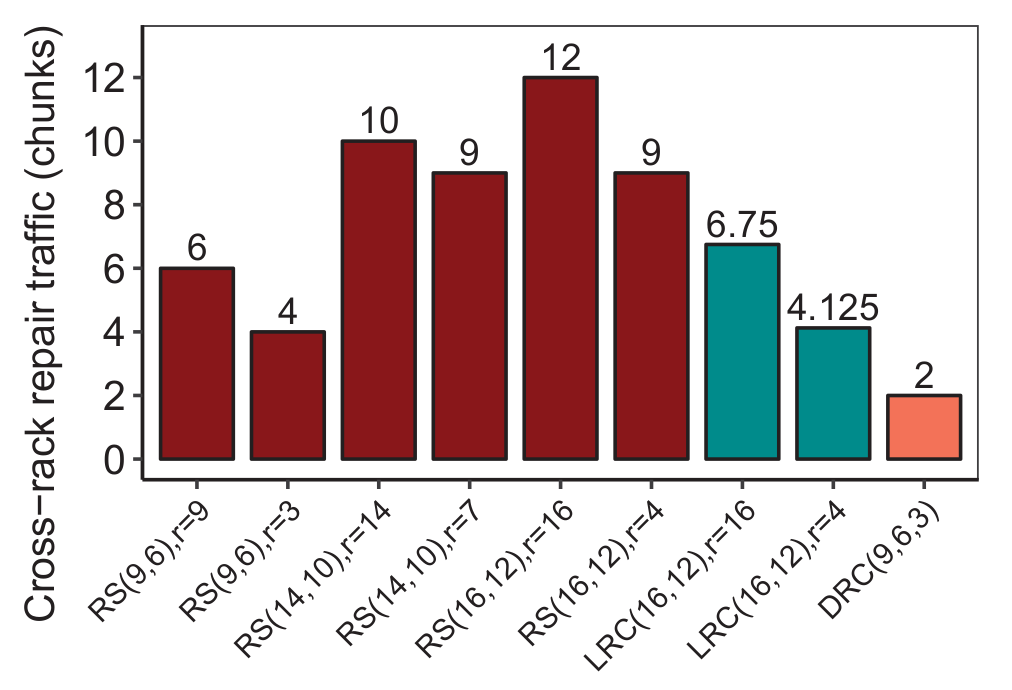 Cross−rack repair traffic (chunks)
12
10
8
6
4
2
0
6
4
10
9
12
9
6.75
4.125
2
RS(9,6),r=9
RS(9,6),r=3
RS(14,10),r=14
RS(14,10),r=7
RS(16,12),r=16
RS(16,12),r=4
LRC(16,12),r=16
LRC(16,12),r=4
DRC(9,6,3)